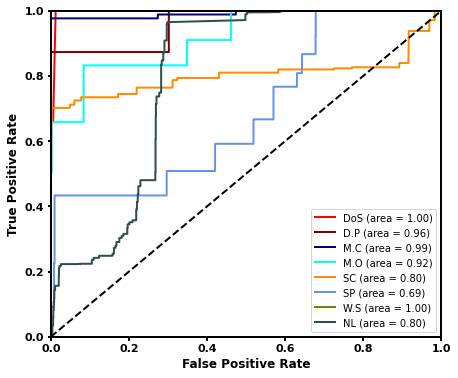 1.0
0.8
0.6
0.4
0.2
0.0
True Positive Rate
DoS (area = 1.00)
D.P (area = 0.96)
M.C (area = 0.99)
M.O (area = 0.92)
SC (area = 0.80)
SP (area = 0.69)
W.S (area = 1.00)
NL (area = 0.80)
0.0 0.2 0.4 0.6 0.8 1.0
False Positive Rate